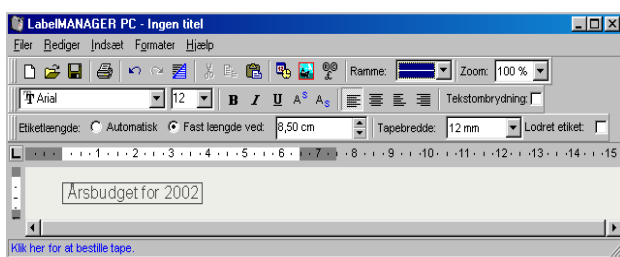 LabelMANAGER PC - Ingen titel
Filer Rediger Indsæt Formater Hjælp
Ramme: Zoom: 100 %
Arial 12 B I U A S A S Tekstombrydning:
Etiketlængde: Automatisk Fast længde ved: 8,50 cm Tapebredde: 12 mm Lodret etiket:
L 1 2 3 4 5 6 7 8 9 10 11 12 13 14 15
Årsbudget for 2002
Klik her for at bestille tape.